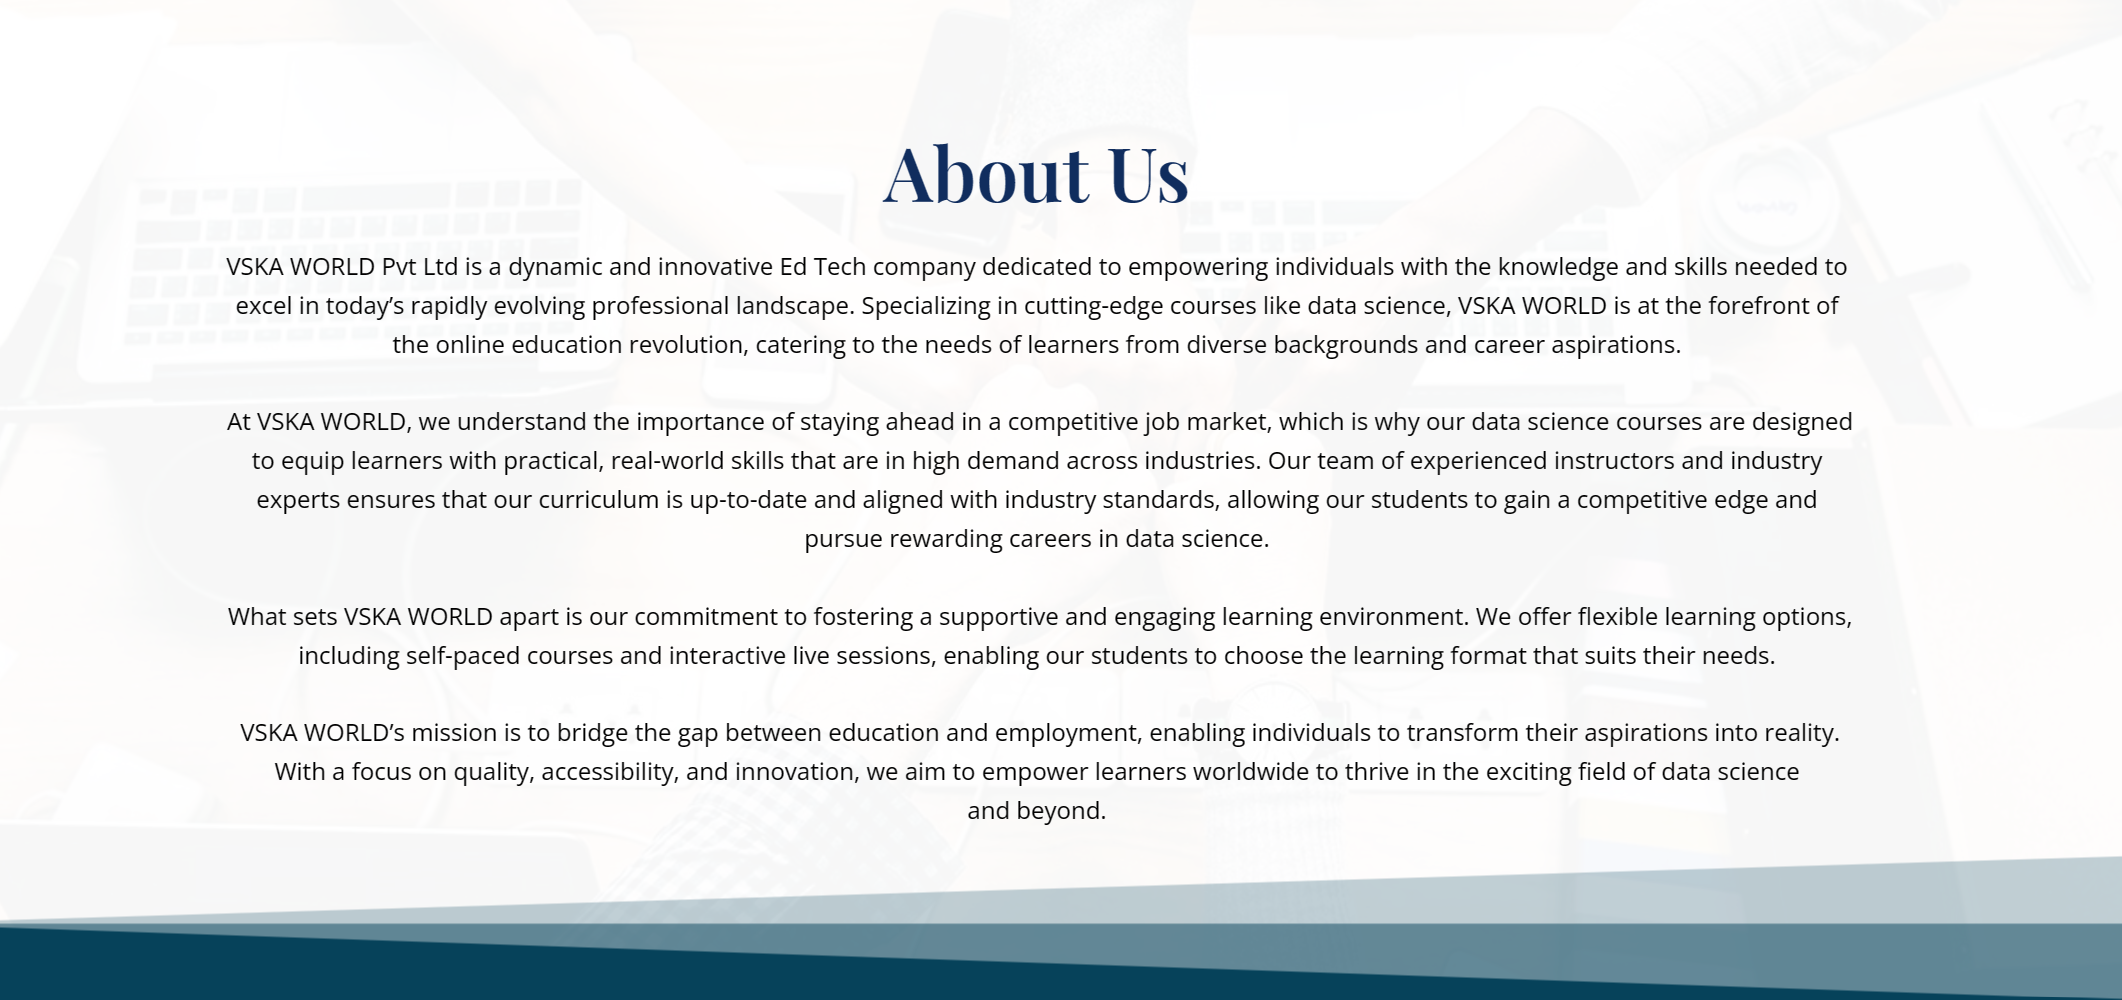 About Us
VSKA WORLD Pvt Ltd is a dynamic and innovative Ed Tech company dedicated to empowering individuals with the knowledge and skills needed to
excel in today’s rapidly evolving professional landscape. Specializing in cutting-edge courses like data science, VSKA WORLD is at the forefront of
the online education revolution, catering to the needs of learners from diverse backgrounds and career aspirations.
At VSKA WORLD, we understand the importance of staying ahead in a competitive job market, which is why our data science courses are designed
to equip learners with practical, real-world skills that are in high demand across industries. Our team of experienced instructors and industry
experts ensures that our curriculum is up-to-date and aligned with industry standards, allowing our students to gain a competitive edge and
pursue rewarding careers in data science.
What sets VSKA WORLD apart is our commitment to fostering a supportive and engaging learning environment. We offer flexible learning options,
including self-paced courses and interactive live sessions, enabling our students to choose the learning format that suits their needs.
VSKA WORLD’s mission is to bridge the gap between education and employment, enabling individuals to transform their aspirations into reality.
With a focus on quality, accessibility, and innovation, we aim to empower learners worldwide to thrive in the exciting field of data science
and beyond.